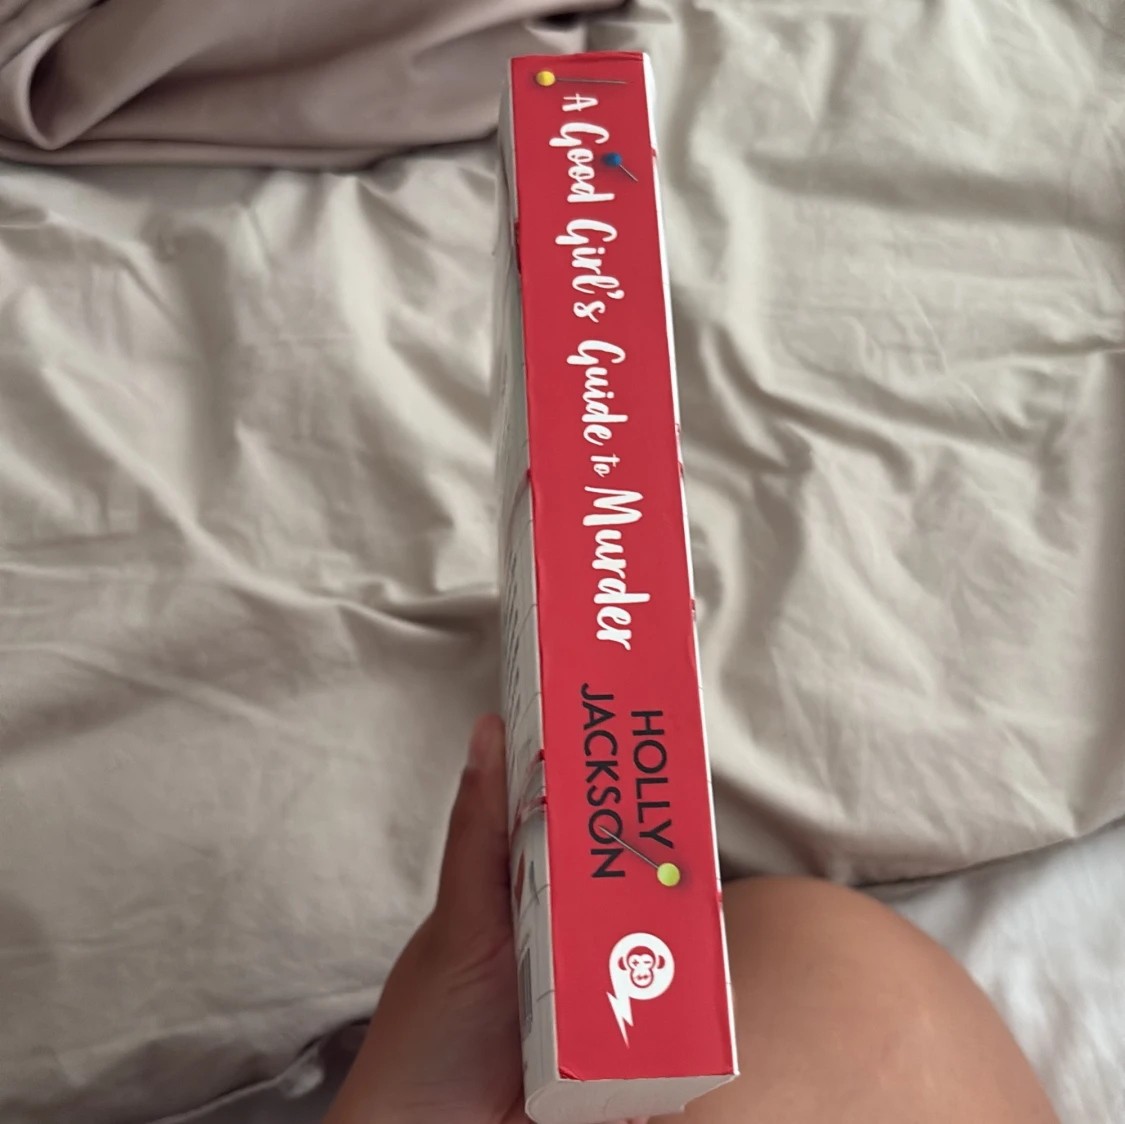 A Good Girl's Guide to Murder
HOLLY
JACKSON